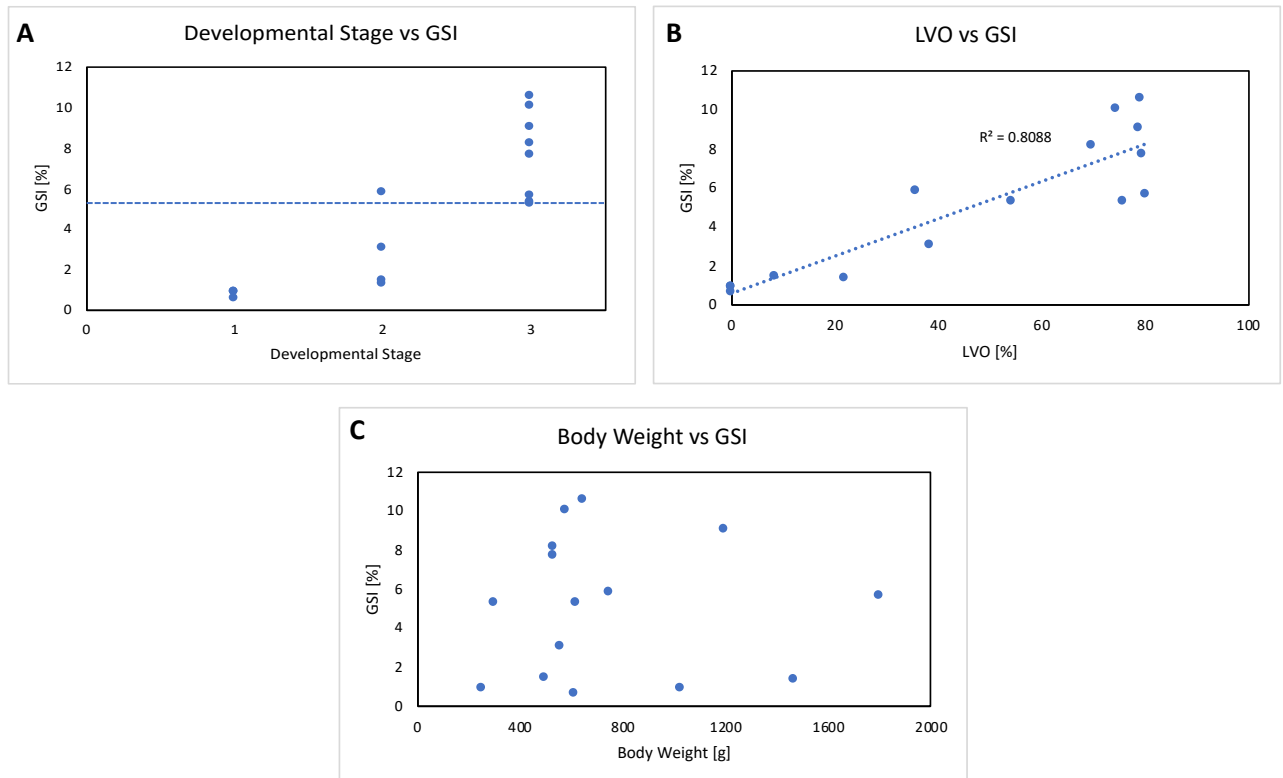 A
Developmental Stage vs GSI
GSI [%]
12
10
8
6
4
2
0
0 1 2 3
Developmental Stage
B
LVO vs GSI
GSI [%]
12
10
8
6
4
2
0
R² = 0.8088
0 20 40 60 80 100
LVO [%]
C
Body Weight vs GSI
GSI [%]
12
10
8
6
4
2
0
0 400 800 1200 1600 2000
Body Weight [g]